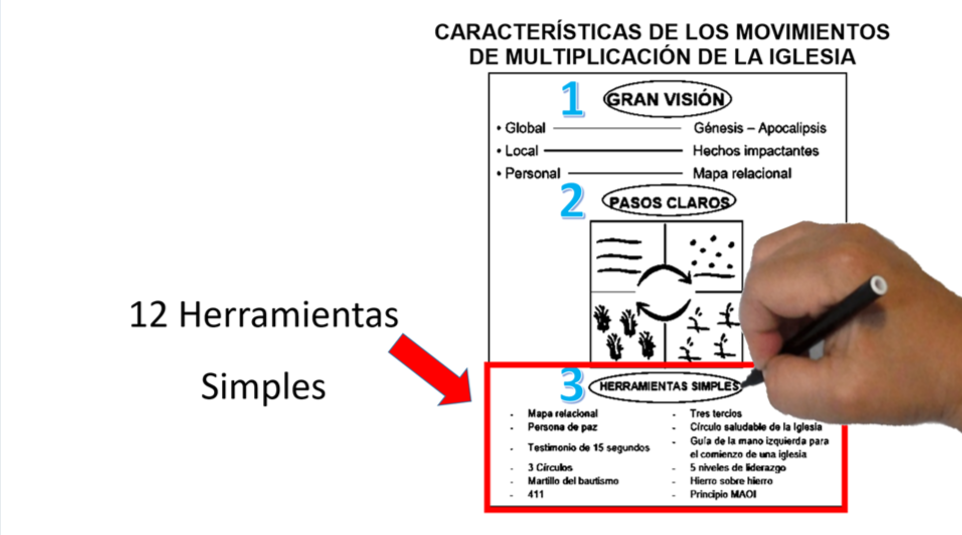 CARACTERÍSTICAS DE LOS MOVIMIENTOS
DE MULTIPLICACIÓN DE LA IGLESIA
1 GRAN VISIÓN
• Global Génesis – Apocalipsis
• Local Hechos impactantes
• Personal Mapa relacional
2 PASOS CLAROS
12 Herramientas
Simples
3 HERRAMIENTAS SIMPLES
- Mapa relacional
- Persona de paz
- Testimonio de 15 segundos
- 3 Círculos
- Martillo del bautismo
- 411
- Tres tercios
- Círculo saludable de la Iglesia
- Guía de la mano izquierda para
el comienzo de una iglesia
- 5 niveles de liderazgo
- Hierro sobre hierro
- Principio MAOI